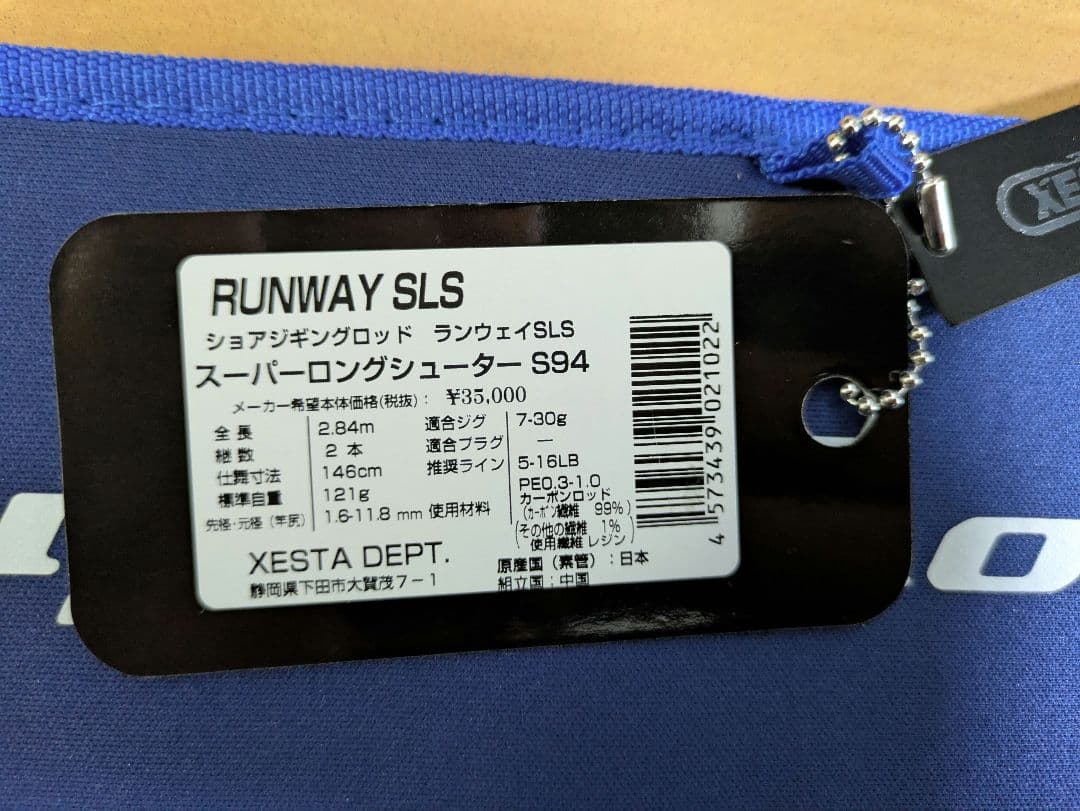 XESTA
RUNWAY SLS
ショアジギングロッド ランウェイSLS
スーパーロングシューター S94
メーカー希望本体価格(税抜): ¥35,000
全長 2.84m
継数 2本
仕舞寸法 146cm
標準自重 121g
先径・元径(竿尻) 1.6-11.8mm
適合ジグ 7-30g
適合プラグ —
推奨ライン 5-16LB
PE0.3-1.0
使用材料 カーボンロッド
(カーボン繊維 99%)
(その他の繊維 1%
使用繊維 レジン)
XESTA DEPT.
静岡県下田市大賀茂7-1
原産国(素管):日本
組立国:中国
4 573439 021022